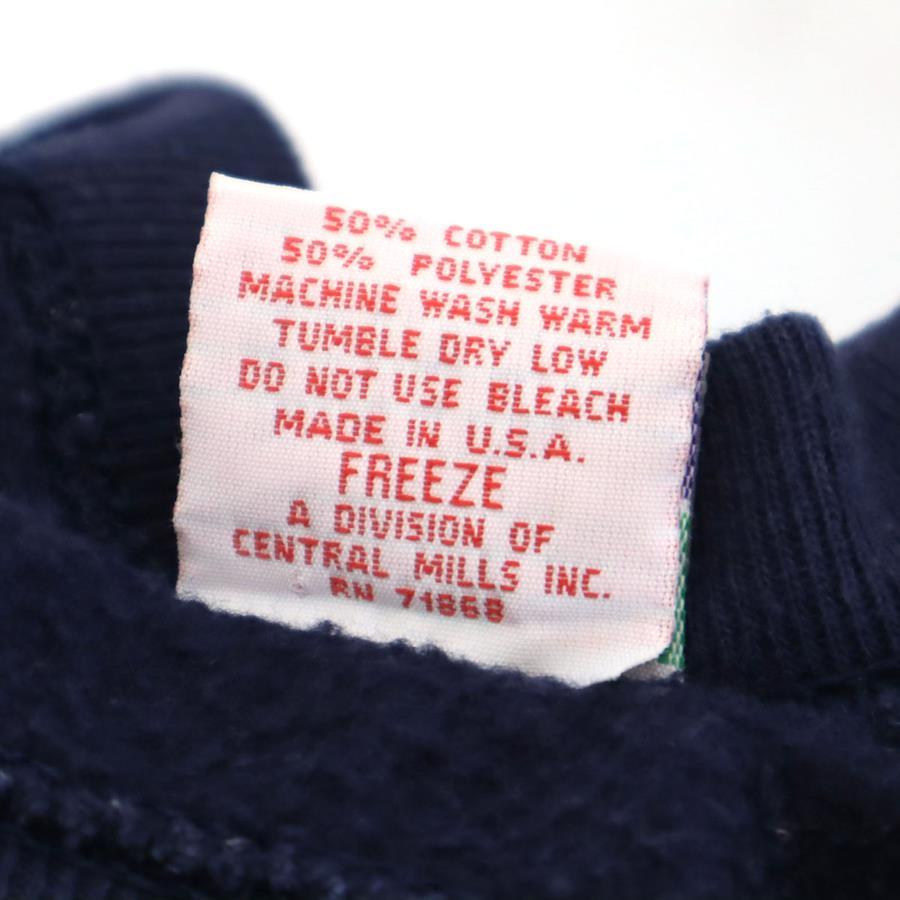 50% COTTON
50% POLYESTER
MACHINE WASH WARM
TUMBLE DRY LOW
DO NOT USE BLEACH
MADE IN U.S.A.
FREEZE
A DIVISION OF
CENTRAL MILLS INC.
RN 71868